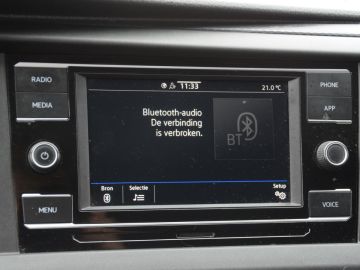 RADIO
MEDIA
MENU
11:33
21.0 °C
Bluetooth-audio
De verbinding
is verbroken.
BT
Bron
Selectie
Setup
PHONE
APP
VOICE